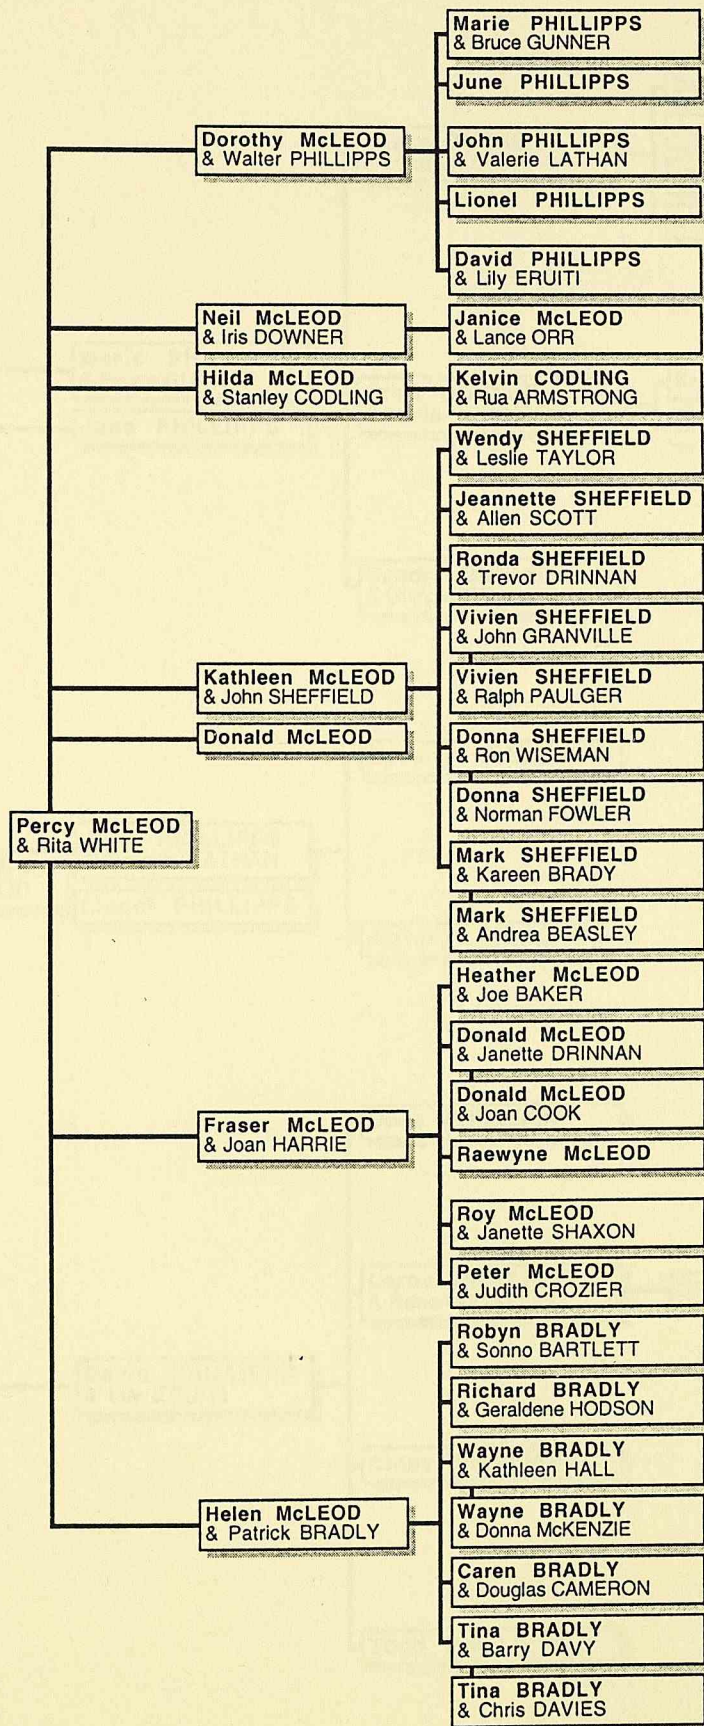 Marie PHILLIPPS
& Bruce GUNNER
June PHILLIPPS
Dorothy McLEOD
& Walter PHILLIPPS
John PHILLIPPS
& Valerie LATHAN
Lionel PHILLIPPS
David PHILLIPPS
& Lily ERUITI
Neil McLEOD
& Iris DOWNER
Janice McLEOD
& Lance ORR
Hilda McLEOD
& Stanley CODLING
Kelvin CODLING
& Rua ARMSTRONG
Wendy SHEFFIELD
& Leslie TAYLOR
Jeannette SHEFFIELD
& Allen SCOTT
Ronda SHEFFIELD
& Trevor DRINNAN
Vivien SHEFFIELD
& John GRANVILLE
Kathleen McLEOD
& John SHEFFIELD
Vivien SHEFFIELD
& Ralph PAULGER
Donald McLEOD
Donna SHEFFIELD
& Ron WISEMAN
Donna SHEFFIELD
& Norman FOWLER
Percy McLEOD
& Rita WHITE
Mark SHEFFIELD
& Kareen BRADY
Mark SHEFFIELD
& Andrea BEASLEY
Heather McLEOD
& Joe BAKER
Donald McLEOD
& Janette DRINNAN
Donald McLEOD
& Joan COOK
Fraser McLEOD
& Joan HARRIE
Raewyne McLEOD
Roy McLEOD
& Janette SHAXON
Peter McLEOD
& Judith CROZIER
Robyn BRADLY
& Sonno BARTLETT
Richard BRADLY
& Geraldene HODSON
Wayne BRADLY
& Kathleen HALL
Helen McLEOD
& Patrick BRADLY
Wayne BRADLY
& Donna McKENZIE
Caren BRADLY
& Douglas CAMERON
Tina BRADLY
& Barry DAVY
Tina BRADLY
& Chris DAVIES